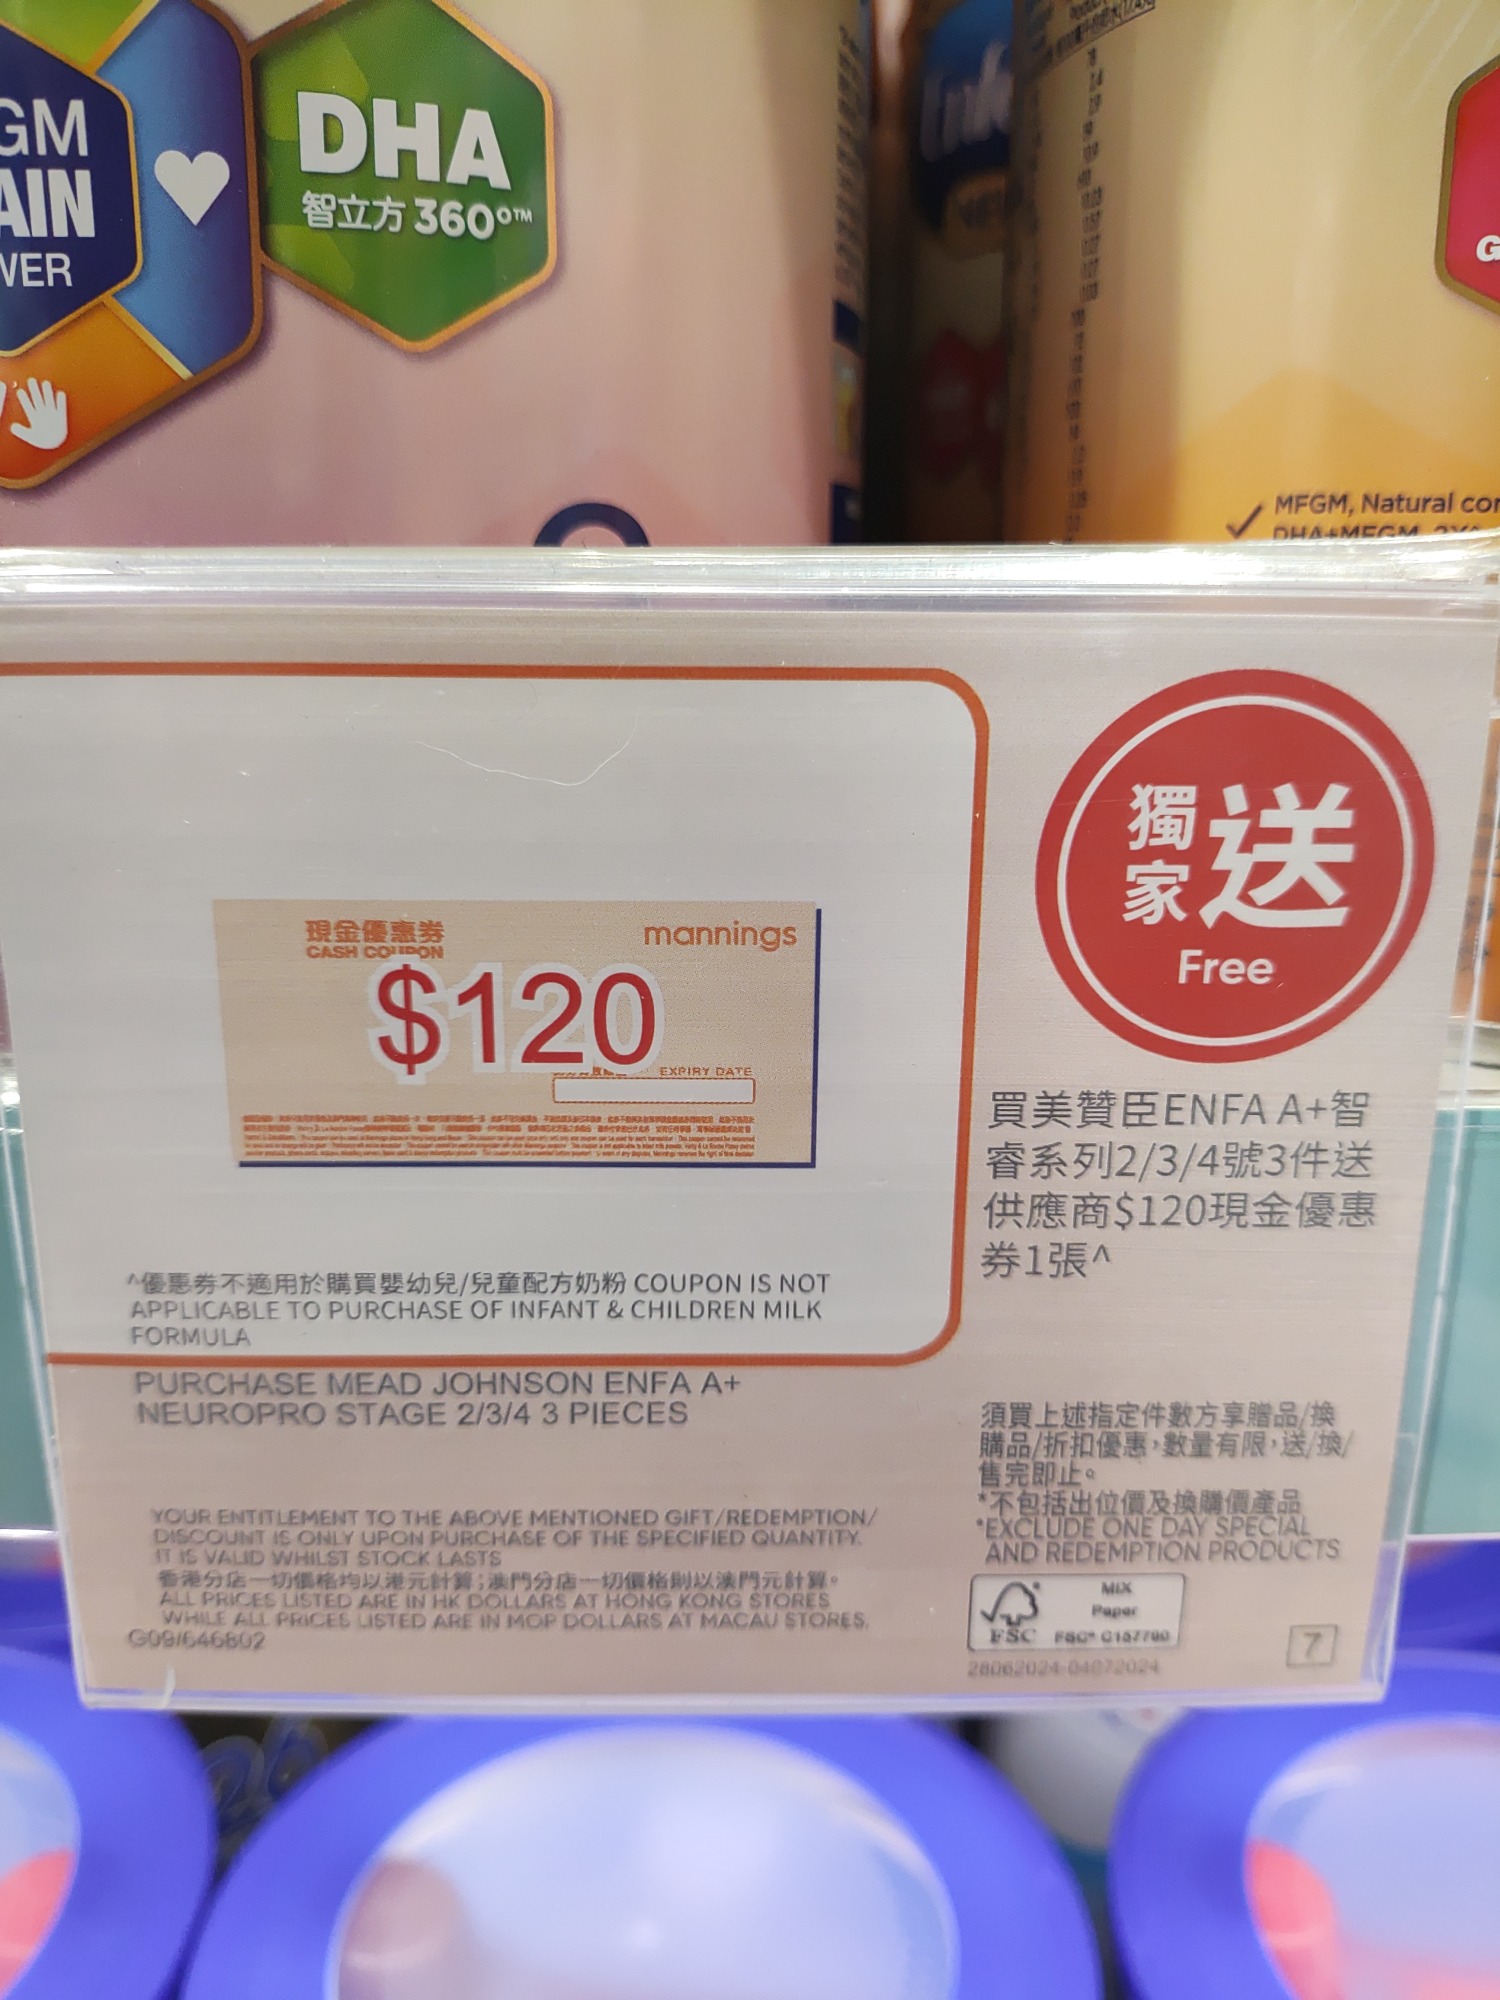 GM
AIN
WER
DHA
智立方 360°™
MFGM, Natural
獨家送
Free
現金優惠券
CASH COUPON
mannings
$120
EXPIRY DATE
^優惠券不適用於購買嬰幼兒/兒童配方奶粉 COUPON IS NOT
APPLICABLE TO PURCHASE OF INFANT & CHILDREN MILK
FORMULA
買美贊臣ENFA A+智
睿系列2/3/4號3件送
供應商$120現金優惠
券1張^
PURCHASE MEAD JOHNSON ENFA A+
NEUROPRO STAGE 2/3/4 3 PIECES
YOUR ENTITLEMENT TO THE ABOVE MENTIONED GIFT/REDEMPTION/
DISCOUNT IS ONLY UPON PURCHASE OF THE SPECIFIED QUANTITY.
IT IS VALID WHILST STOCK LASTS
香港分店一切價格均以港元計算;澳門分店一切價格則以澳門元計算。
ALL PRICES LISTED ARE IN HK DOLLARS AT HONG KONG STORES
WHILE ALL PRICES LISTED ARE IN MOP DOLLARS AT MACAU STORES.
G09/646802
須買上述指定件數方享贈品/換
購品/折扣優惠,數量有限,送/換/
售完即止。
*不包括出位價及換購價產品
*EXCLUDE ONE DAY SPECIAL
AND REDEMPTION PRODUCTS
FSC
MIX
Paper
FSC® C157790
28062024-04072024
7